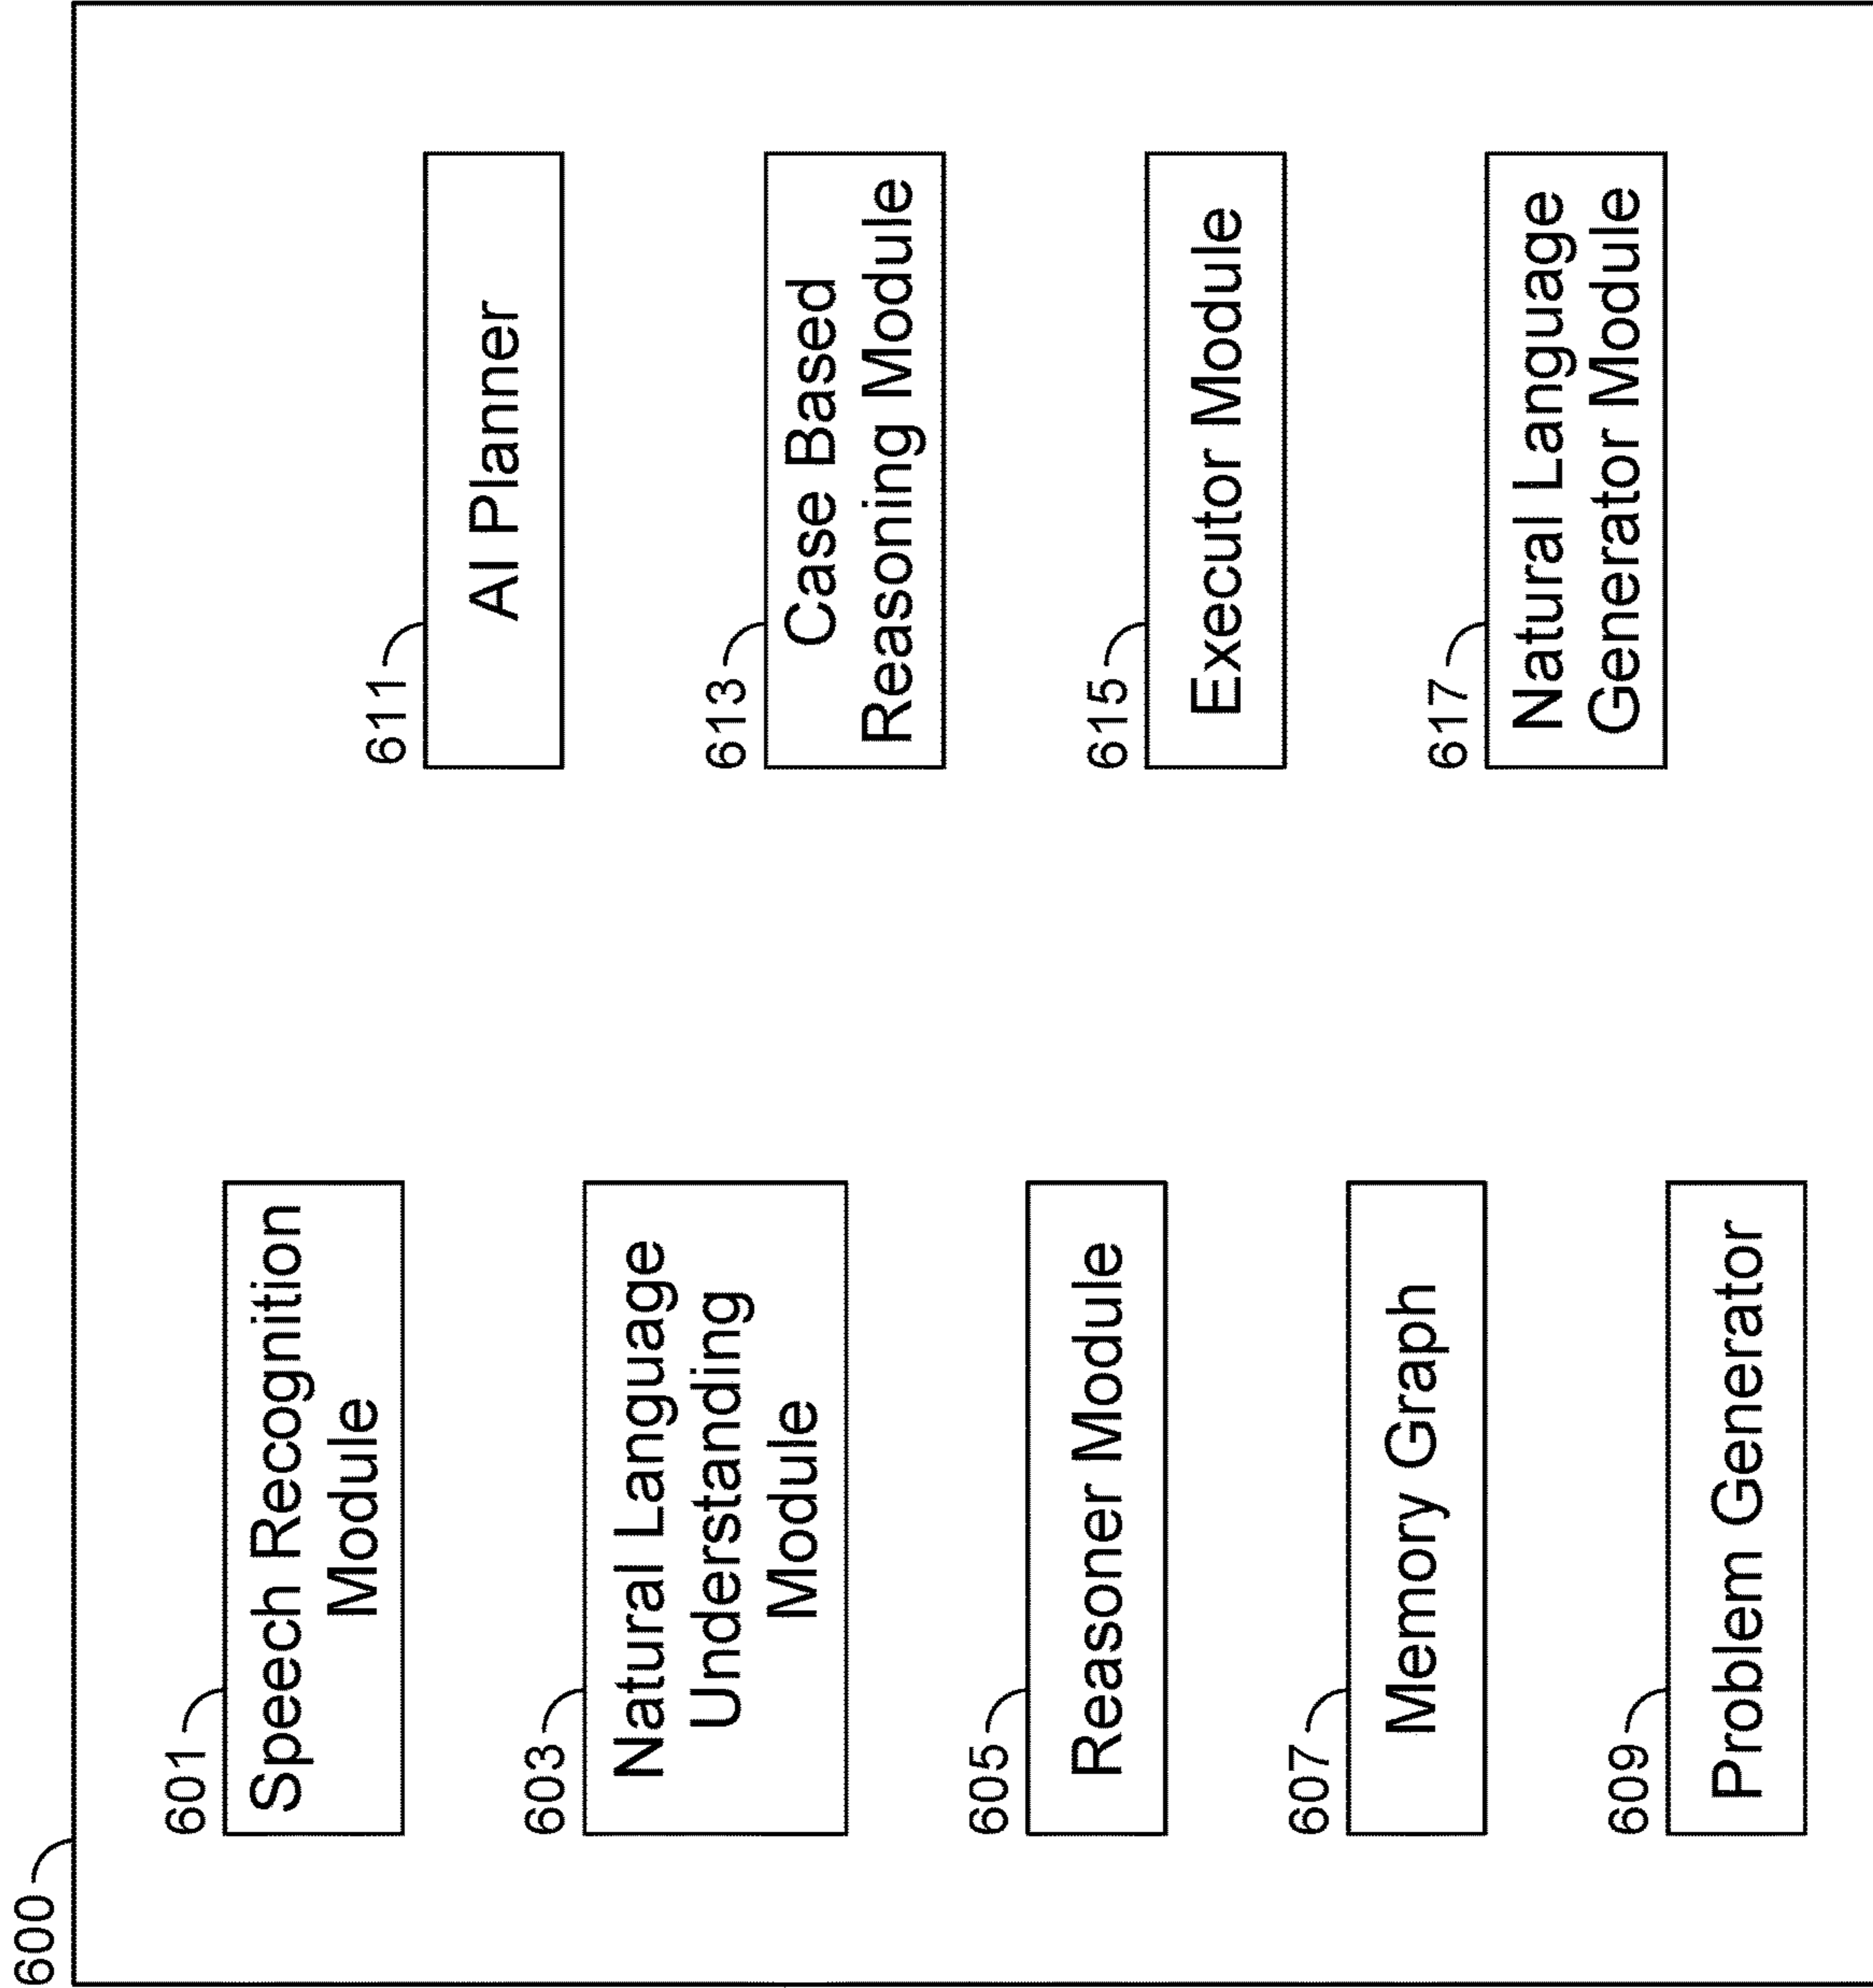 600
601
Speech Recognition
Module
603
Natural Language
Understanding
Module
605
Reasoner Module
607
Memory Graph
609
Problem Generator
611
AI Planner
613
Case Based
Reasoning Module
615
Executor Module
617
Natural Language
Generator Module